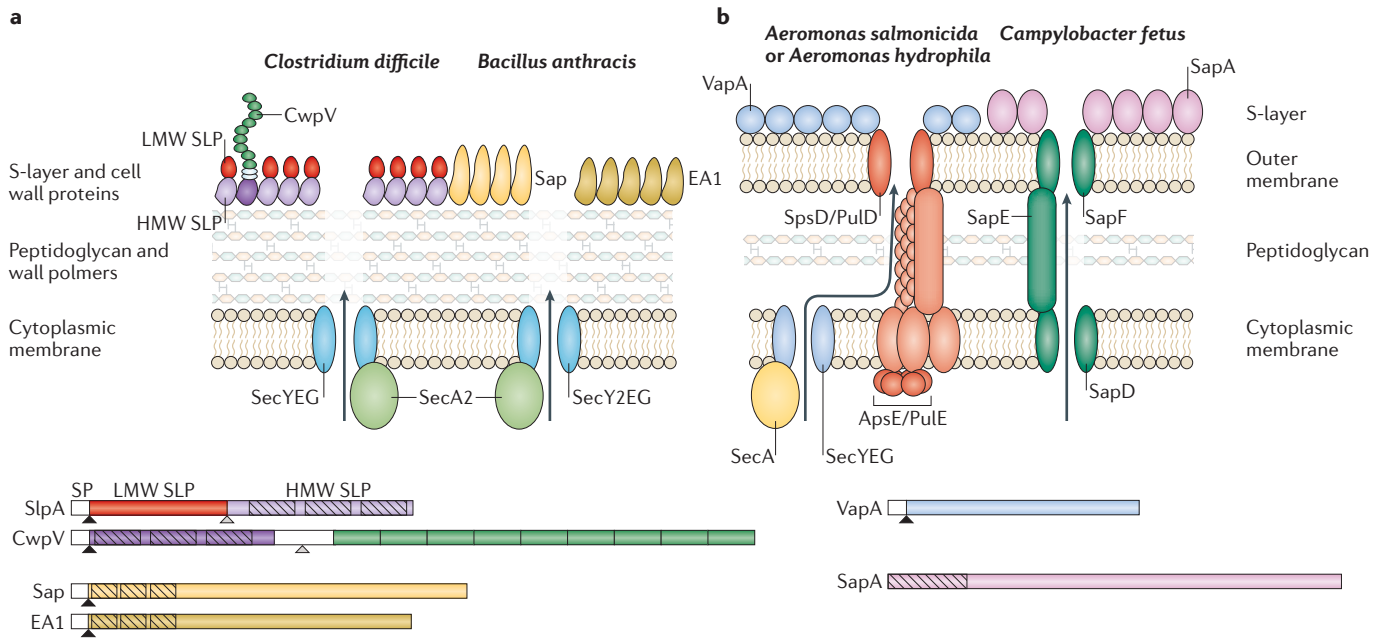 a
Clostridium difficile
Bacillus anthracis
CwpV
LMW SLP
S-layer and cell
wall proteins
Sap
EA1
HMW SLP
Peptidoglycan and
wall polmers
Cytoplasmic
membrane
SecYEG
SecA2
SecY2EG
SP
LMW SLP
HMW SLP
SlpA
CwpV
Sap
EA1
b
Aeromonas salmonicida
or Aeromonas hydrophila
Campylobacter fetus
SapA
VapA
S-layer
Outer
membrane
SpsD/PulD
SapE
SapF
Peptidoglycan
Cytoplasmic
membrane
SapD
ApsE/PulE
SecA
SecYEG
VapA
SapA